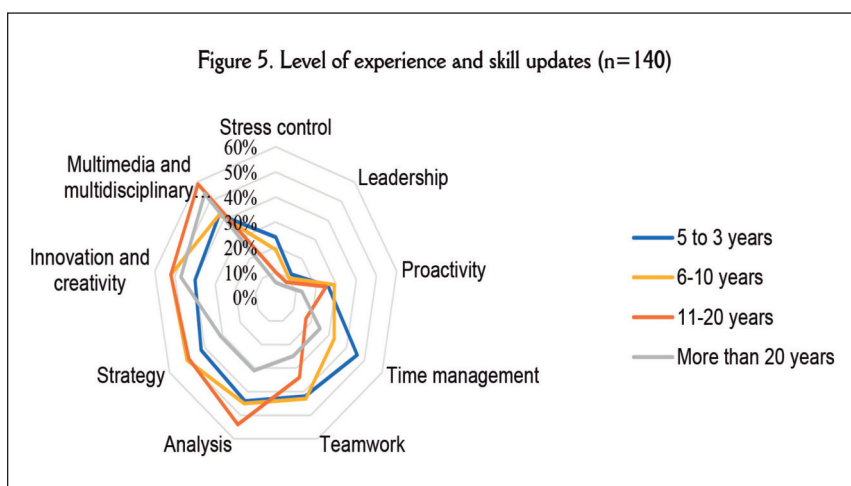 Figure 5. Level of experience and skill updates (n=140)
Stress control
60%
50%
40%
30%
20%
10%
0%
Leadership
Proactivity
Time management
Teamwork
Analysis
Strategy
Innovation and
creativity
Multimedia and
multidisciplinary...
5 to 3 years
6-10 years
11-20 years
More than 20 years